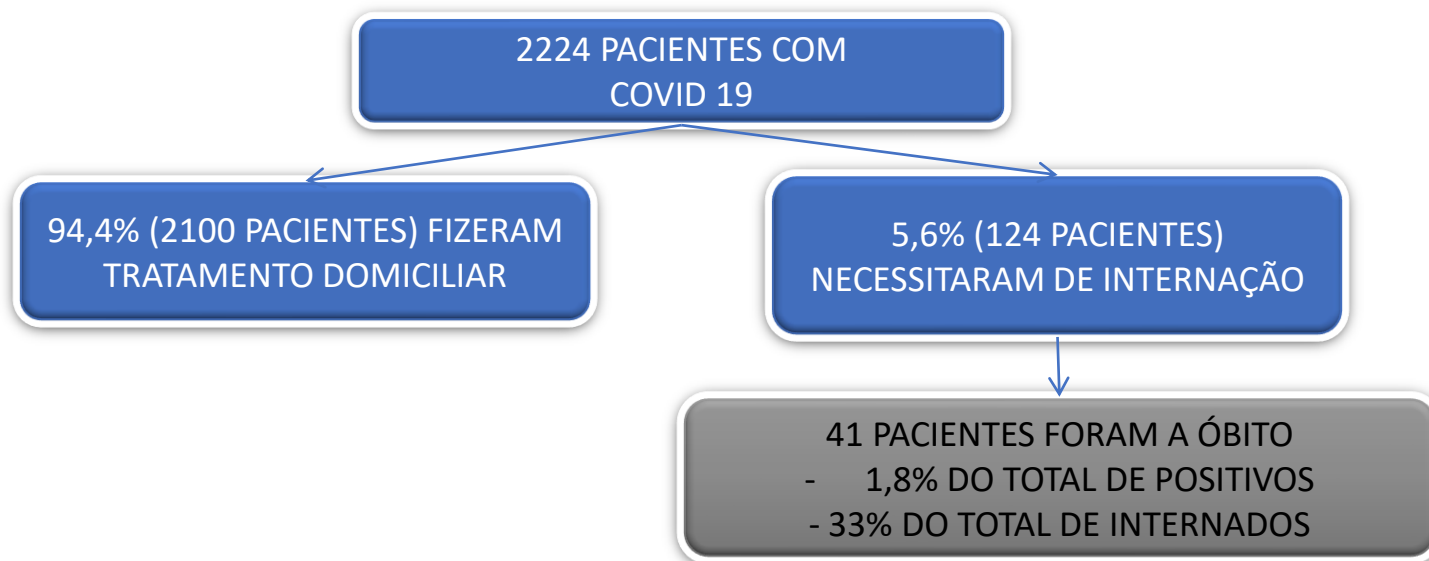 2224 PACIENTES COM
COVID 19
94,4% (2100 PACIENTES) FIZERAM
TRATAMENTO DOMICILIAR
5,6% (124 PACIENTES)
NECESSITARAM DE INTERNAÇÃO
41 PACIENTES FORAM A ÓBITO
- 1,8% DO TOTAL DE POSITIVOS
- 33% DO TOTAL DE INTERNADOS